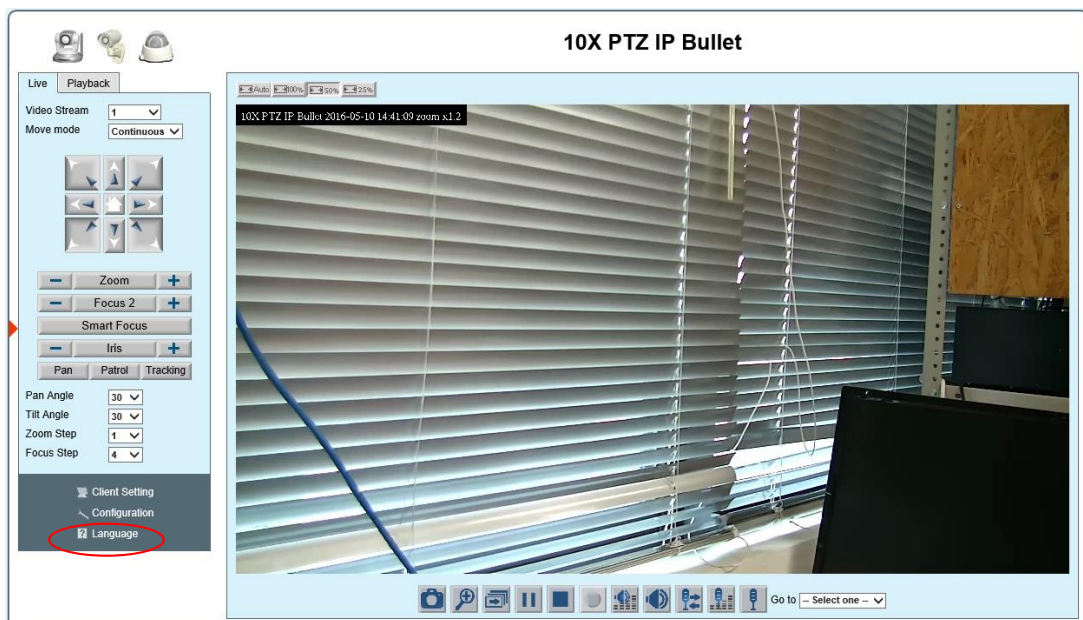 10X PTZ IP Bullet
Live Playback
Auto 100% 50% 25%
Video Stream 1
Move mode Continuous
10X PTZ IP Bullet 2016-05-10 14:41:09 zoom x1.2
Zoom
Focus 2
Smart Focus
Iris
Pan Patrol Tracking
Pan Angle 30
Tilt Angle 30
Zoom Step 1
Focus Step 4
Client Setting
Configuration
Language
Go to -- Select one --